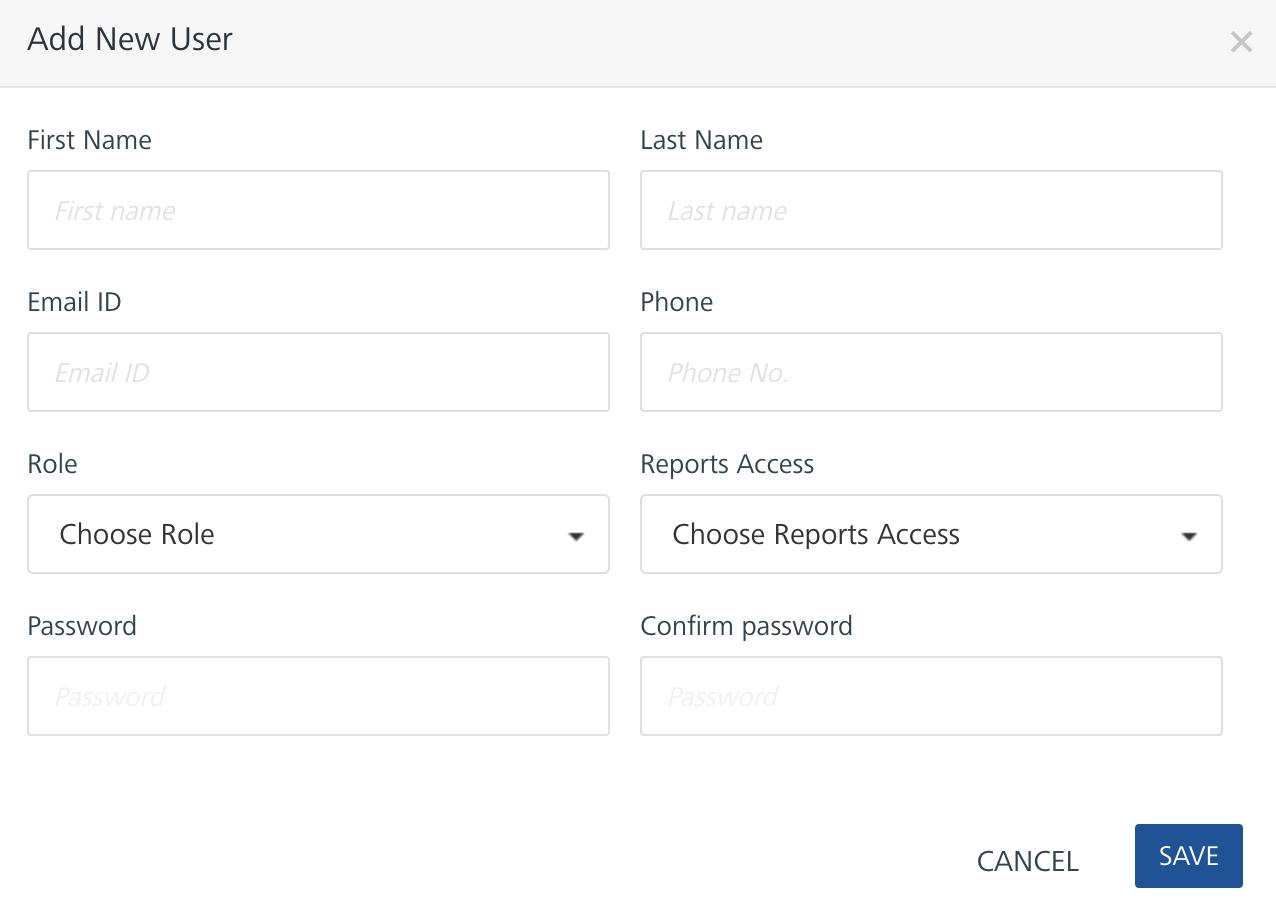 Add New User
First Name
Last Name
First name
Last name
Email ID
Phone
Email ID
Phone No.
Role
Reports Access
Choose Role
Choose Reports Access
Password
Confirm password
Password
Password
CANCEL
SAVE